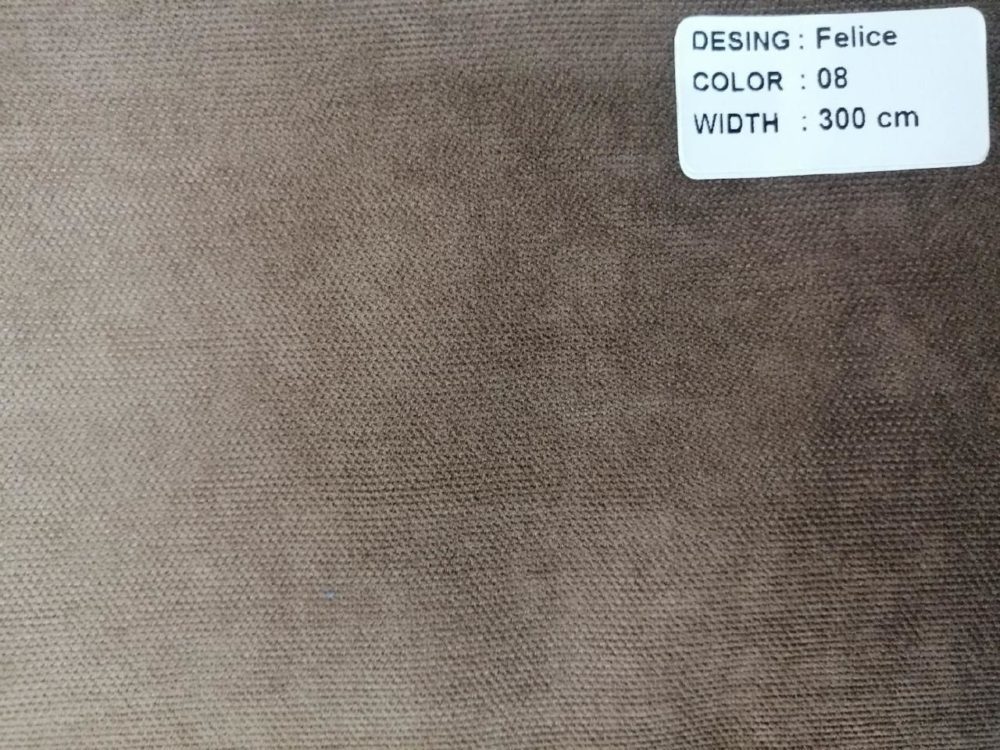 DESING : Felice
COLOR : 08
WIDTH : 300 cm